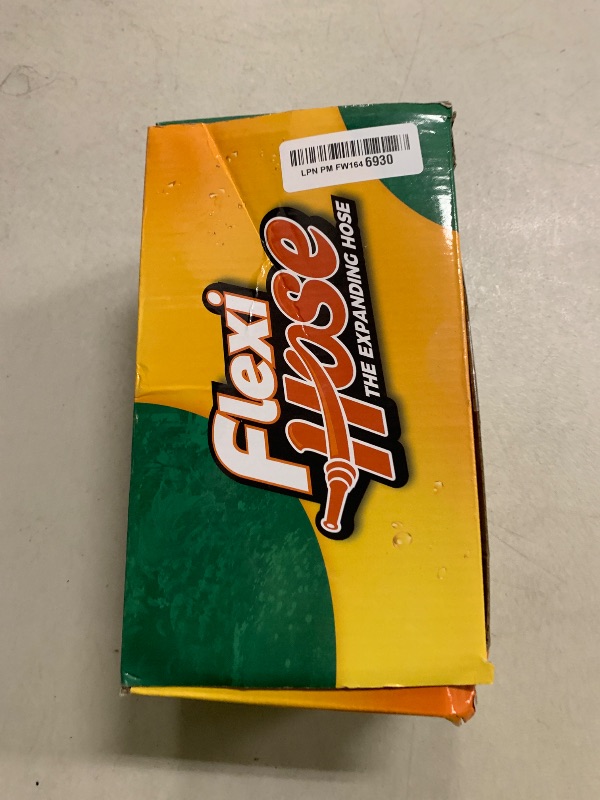 LPN PM FW164 6930
Flexi
Hose
THE EXPANDING HOSE